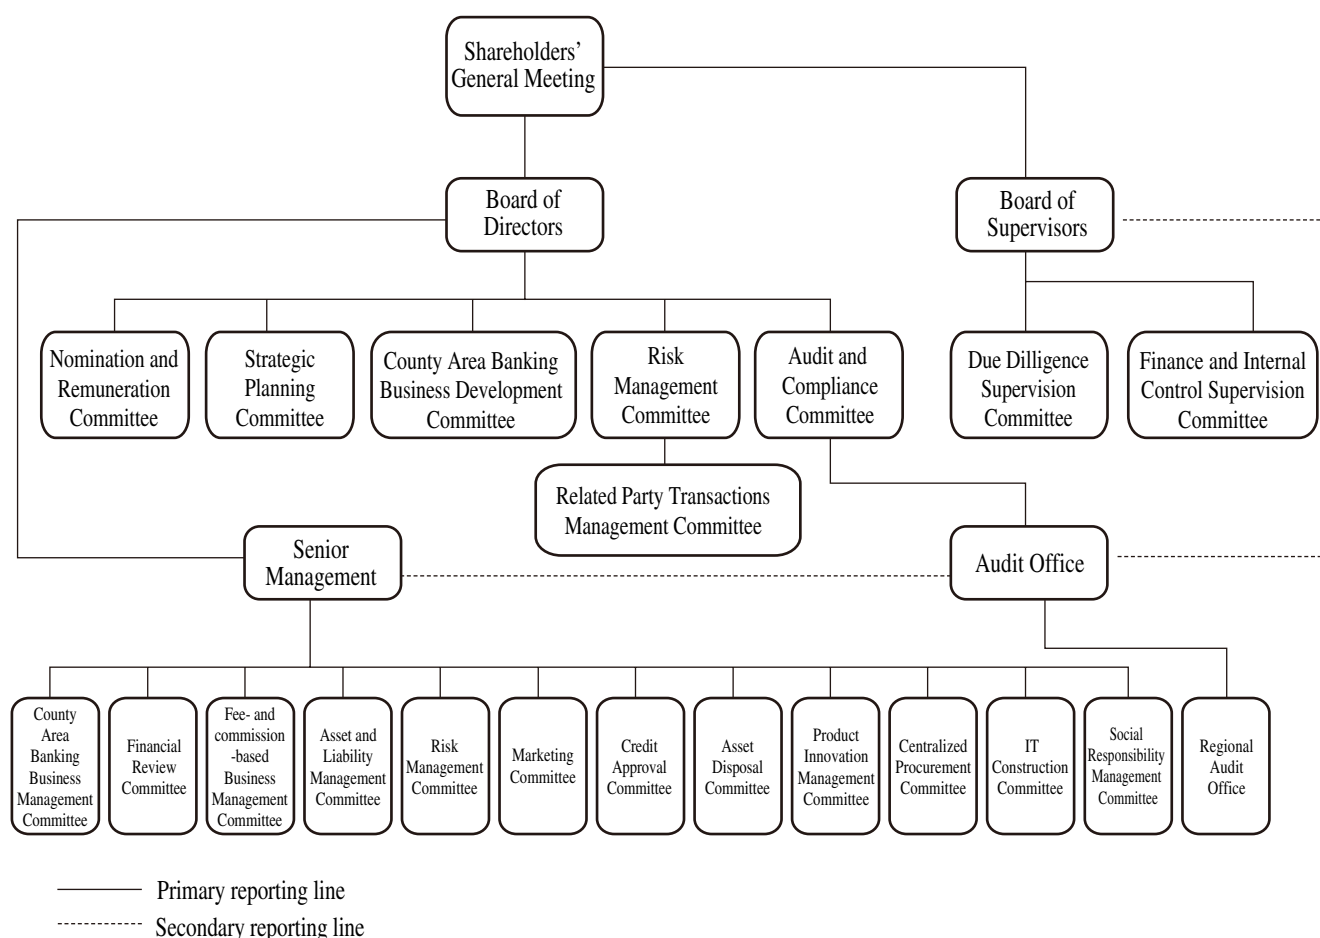 Shareholders’
General Meeting
Board of
Directors
Board of
Supervisors
Nomination and
Remuneration
Committee
Strategic
Planning
Committee
County Area Banking
Business Development
Committee
Risk
Management
Committee
Audit and
Compliance
Committee
Due Dilligence
Supervision
Committee
Finance and Internal
Control Supervision
Committee
Related Party Transactions
Management Committee
Senior
Management
Audit Office
County
Area
Banking
Business
Management
Committee
Financial
Review
Committee
Fee- and
commission
-based
Business
Management
Committee
Asset and
Liability
Management
Committee
Risk
Management
Committee
Marketing
Committee
Credit
Approval
Committee
Asset
Disposal
Committee
Product
Innovation
Management
Committee
Centralized
Procurement
Committee
IT
Construction
Committee
Social
Responsibility
Management
Committee
Regional
Audit
Office
Primary reporting line
Secondary reporting line